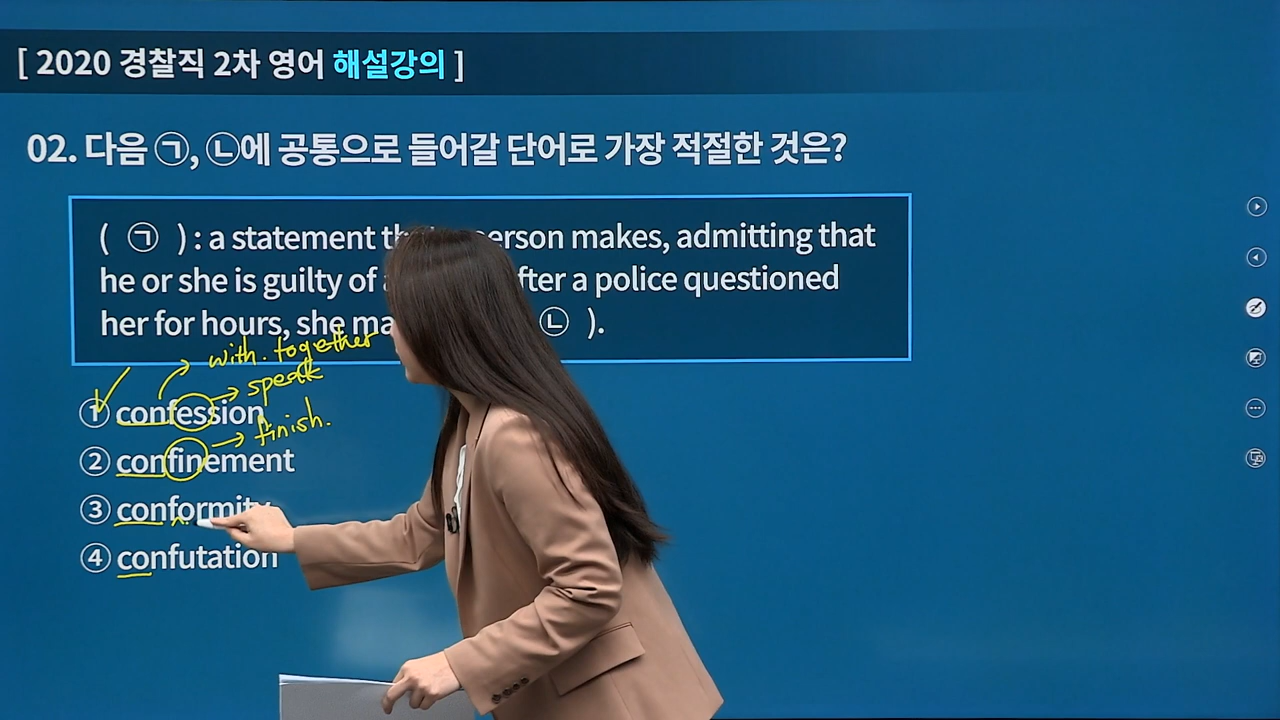 [ 2020 경찰직 2차 영어 해설강의 ]
02. 다음 ㉠, ㉡에 공통으로 들어갈 단어로 가장 적절한 것은?
( ㉠ ) : a statement erson makes, admitting that
he or she is guilty of fter a police questioned
her for hours, she ㉡ ).
with. together
speak
① confession
finish.
② confinement
③ conformity
④ confutation